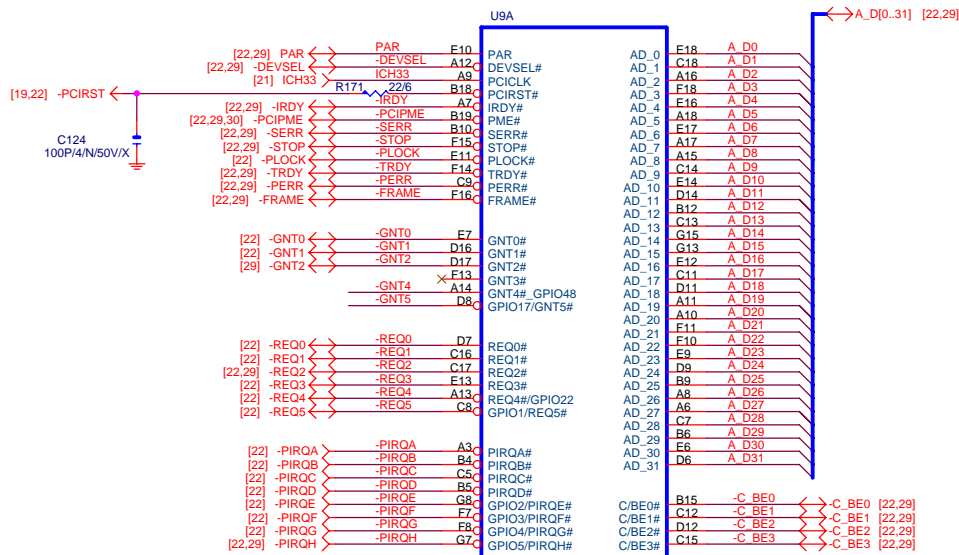 U9A
A_D[0..31] [22,29]
[22,29] PAR PAR E10 PAR AD_0 E18 A_D0
[22,29] -DEVSEL -DEVSEL A12 DEVSEL# AD_1 C18 A_D1
[21] ICH33 ICH33 A9 PCICLK AD_2 A16 A_D2
[19,22] -PCIRST R171 22/6 B18 PCIRST# AD_3 F18 A_D3
[22,29] -IRDY -IRDY A7 IRDY# AD_4 E16 A_D4
[22,29,30] -PCIPME -PCIPME B19 PME# AD_5 A18 A_D5
[22,29] -SERR -SERR B10 SERR# AD_6 E17 A_D6
[22,29] -STOP -STOP F15 STOP# AD_7 A17 A_D7
[22] -PLOCK -PLOCK E11 PLOCK# AD_8 A15 A_D8
[22,29] -TRDY -TRDY F14 TRDY# AD_9 C14 A_D9
[22,29] -PERR -PERR C9 PERR# AD_10 E14 A_D10
[22,29] -FRAME -FRAME F16 FRAME# AD_11 D14 A_D11
C124
100P/4/N/50V/X
AD_12 B12 A_D12
AD_13 C13 A_D13
[22] -GNT0 -GNT0 E7 GNT0# AD_14 G15 A_D14
[22] -GNT1 -GNT1 D16 GNT1# AD_15 G13 A_D15
[29] -GNT2 -GNT2 D17 GNT2# AD_16 E12 A_D16
F13 GNT3# AD_17 C11 A_D17
-GNT4 A14 GNT4#_GPIO48 AD_18 D11 A_D18
-GNT5 D8 GPIO17/GNT5# AD_19 A11 A_D19
AD_20 A10 A_D20
AD_21 F11 A_D21
[22] -REQ0 -REQ0 D7 REQ0# AD_22 F10 A_D22
[22] -REQ1 -REQ1 C16 REQ1# AD_23 E9 A_D23
[22,29] -REQ2 -REQ2 C17 REQ2# AD_24 D9 A_D24
[22] -REQ3 -REQ3 E13 REQ3# AD_25 B9 A_D25
[22] -REQ4 -REQ4 A13 REQ4#/GPIO22 AD_26 A8 A_D26
[22] -REQ5 -REQ5 C8 GPIO1/REQ5# AD_27 A6 A_D27
AD_28 C7 A_D28
AD_29 B6 A_D29
[22] -PIRQA -PIRQA A3 PIRQA# AD_30 E6 A_D30
[22] -PIRQB -PIRQB B4 PIRQB# AD_31 D6 A_D31
[22] -PIRQC -PIRQC C5 PIRQC#
[22] -PIRQD -PIRQD B5 PIRQD#
[22] -PIRQE -PIRQE G8 GPIO2/PIRQE# C/BE0# B15 -C_BE0 -C_BE0 [22,29]
[22] -PIRQF -PIRQF F7 GPIO3/PIRQF# C/BE1# C12 -C_BE1 -C_BE1 [22,29]
[22] -PIRQG -PIRQG F8 GPIO4/PIRQG# C/BE2# D12 -C_BE2 -C_BE2 [22,29]
[22,29] -PIRQH -PIRQH G7 GPIO5/PIRQH# C/BE3# C15 -C_BE3 -C_BE3 [22,29]